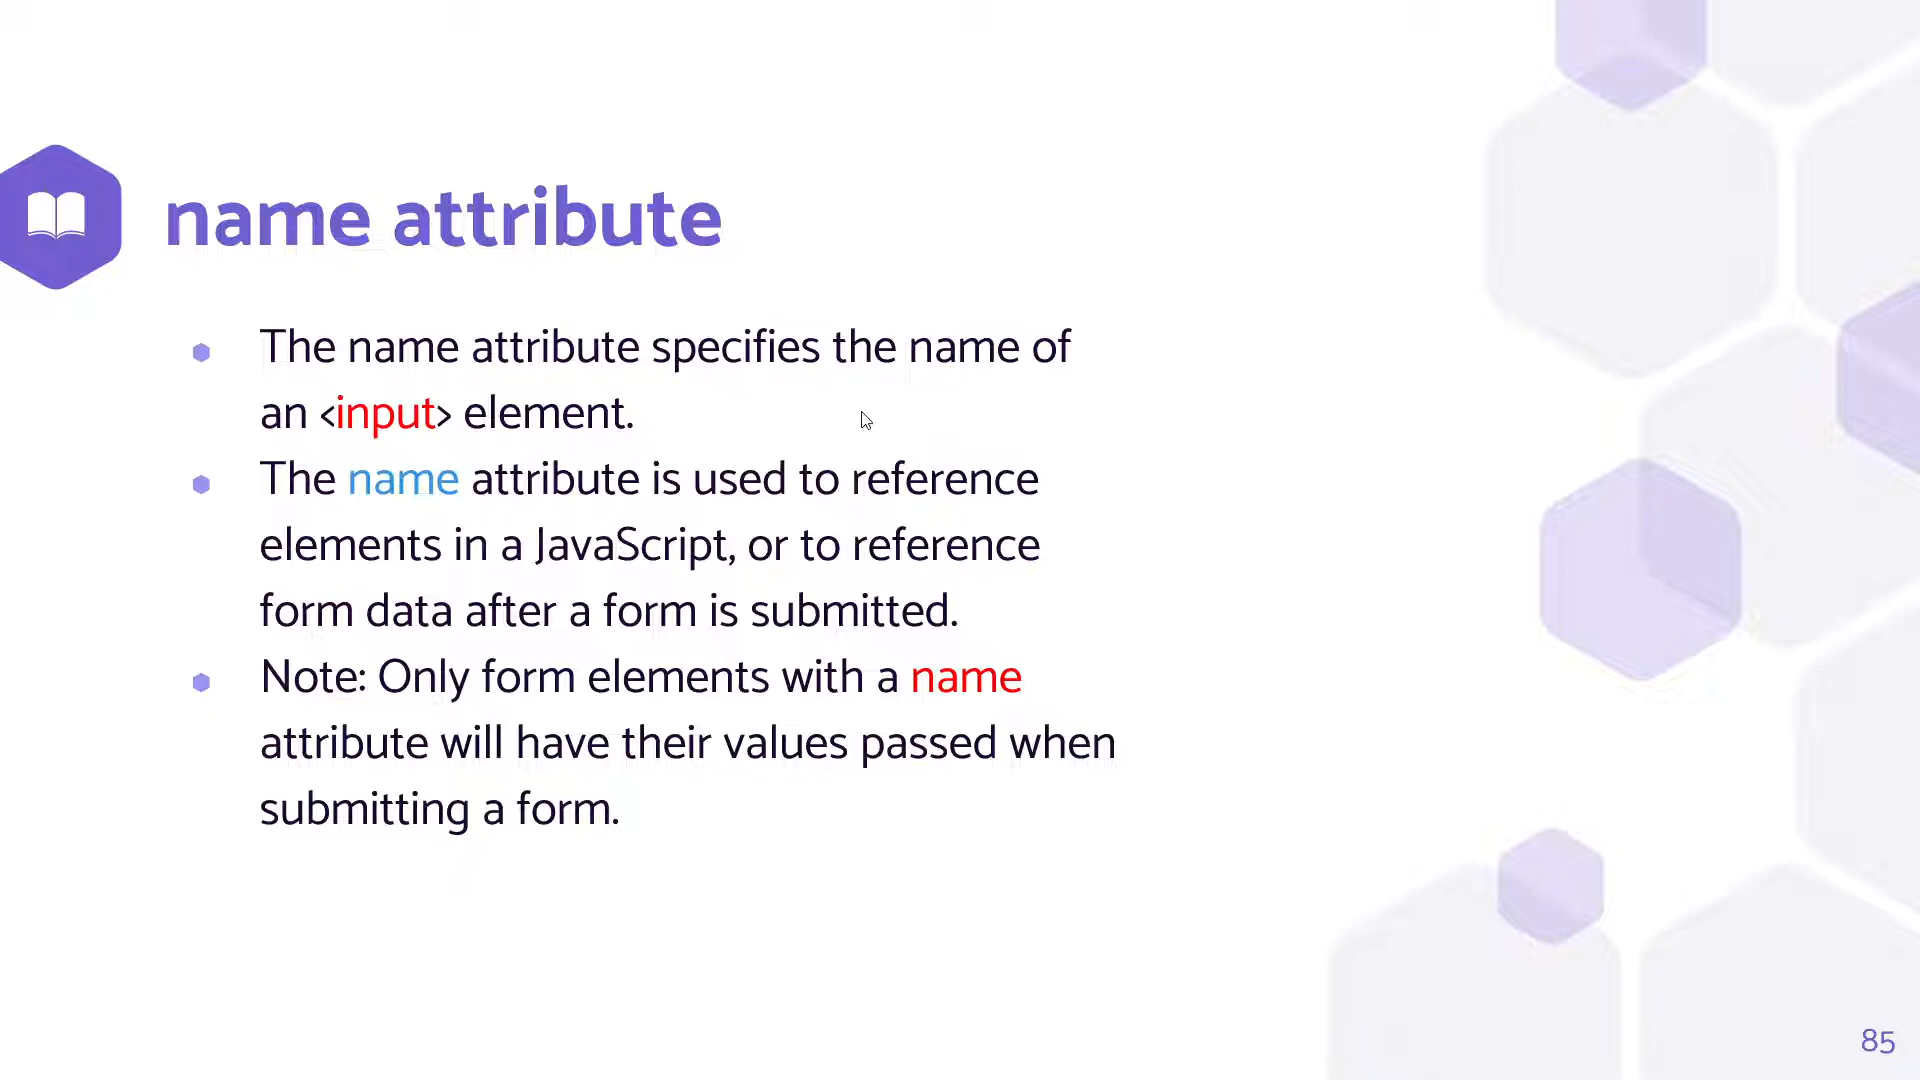 name attribute
The name attribute specifies the name of
an <input> element.
The name attribute is used to reference
elements in a JavaScript, or to reference
form data after a form is submitted.
Note: Only form elements with a name
attribute will have their values passed when
submitting a form.
85